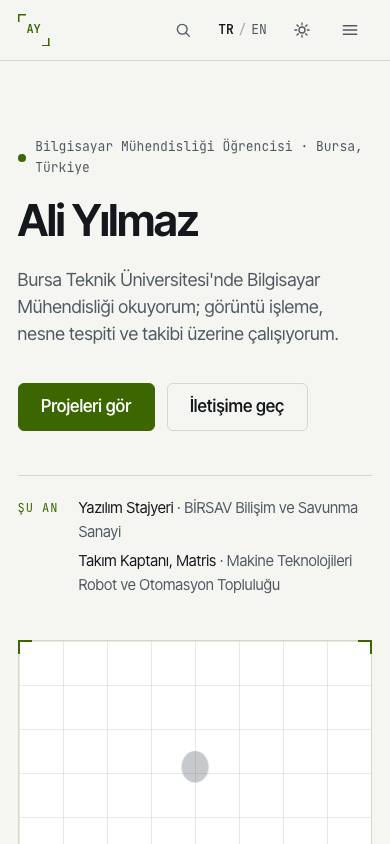 AY
TR / EN
Bilgisayar Mühendisliği Öğrencisi · Bursa,
Türkiye
Ali Yılmaz
Bursa Teknik Üniversitesi'nde Bilgisayar
Mühendisliği okuyorum; görüntü işleme,
nesne tespiti ve takibi üzerine çalışıyorum.
Projeleri gör
İletişime geç
ŞU AN
Yazılım Stajyeri · BİRSAV Bilişim ve Savunma
Sanayi
Takım Kaptanı, Matris · Makine Teknolojileri
Robot ve Otomasyon Topluluğu